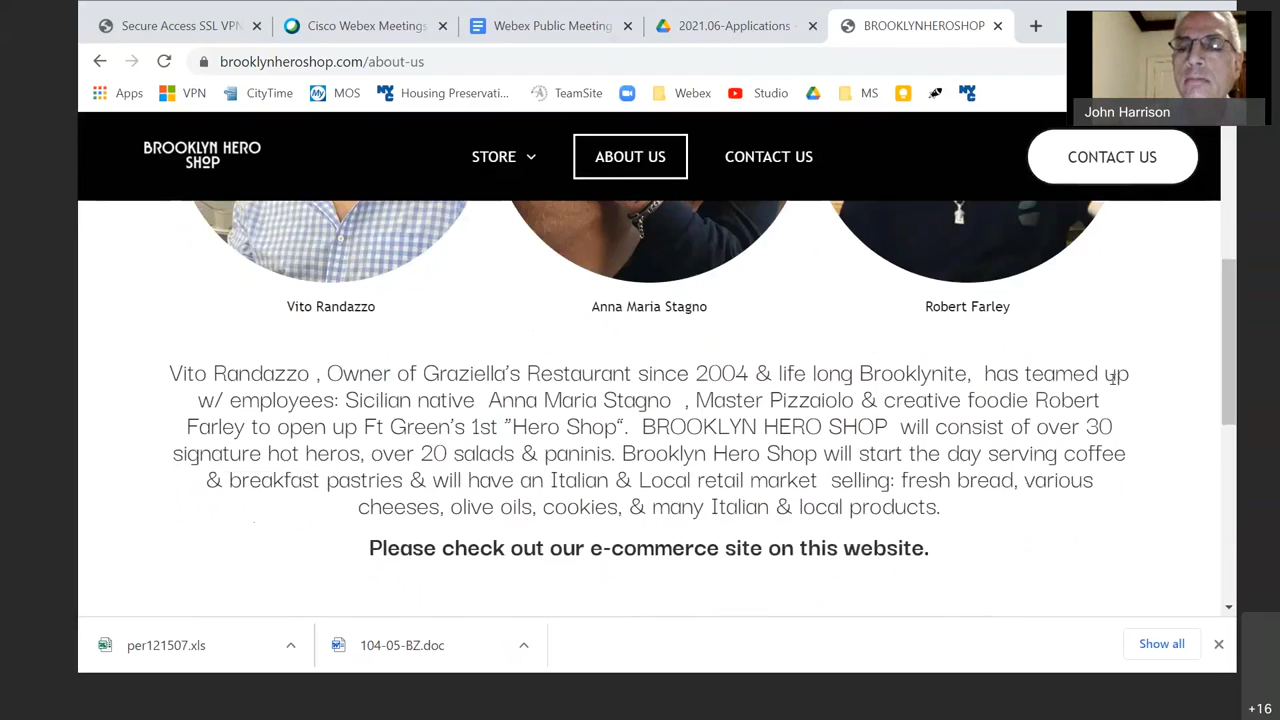 Secure Access SSL VPN
Cisco Webex Meetings
Webex Public Meeting
2021.06-Applications -
BROOKLYNHEROSHOP
brooklynheroshop.com/about-us
Apps
VPN
CityTime
MOS
Housing Preservati...
TeamSite
Webex
Studio
MS
John Harrison
BROOKLYN HERO
SHOP
STORE
ABOUT US
CONTACT US
CONTACT US
Vito Randazzo
Anna Maria Stagno
Robert Farley
Vito Randazzo , Owner of Graziella's Restaurant since 2004 & life long Brooklynite, has teamed up
w/ employees: Sicilian native Anna Maria Stagno , Master Pizzaiolo & creative foodie Robert
Farley to open up Ft Green's 1st "Hero Shop". BROOKLYN HERO SHOP will consist of over 30
signature hot heros, over 20 salads & paninis. Brooklyn Hero Shop will start the day serving coffee
& breakfast pastries & will have an Italian & Local retail market selling: fresh bread, various
cheeses, olive oils, cookies, & many Italian & local products.
Please check out our e-commerce site on this website.
per121507.xls
104-05-BZ.doc
Show all
+16